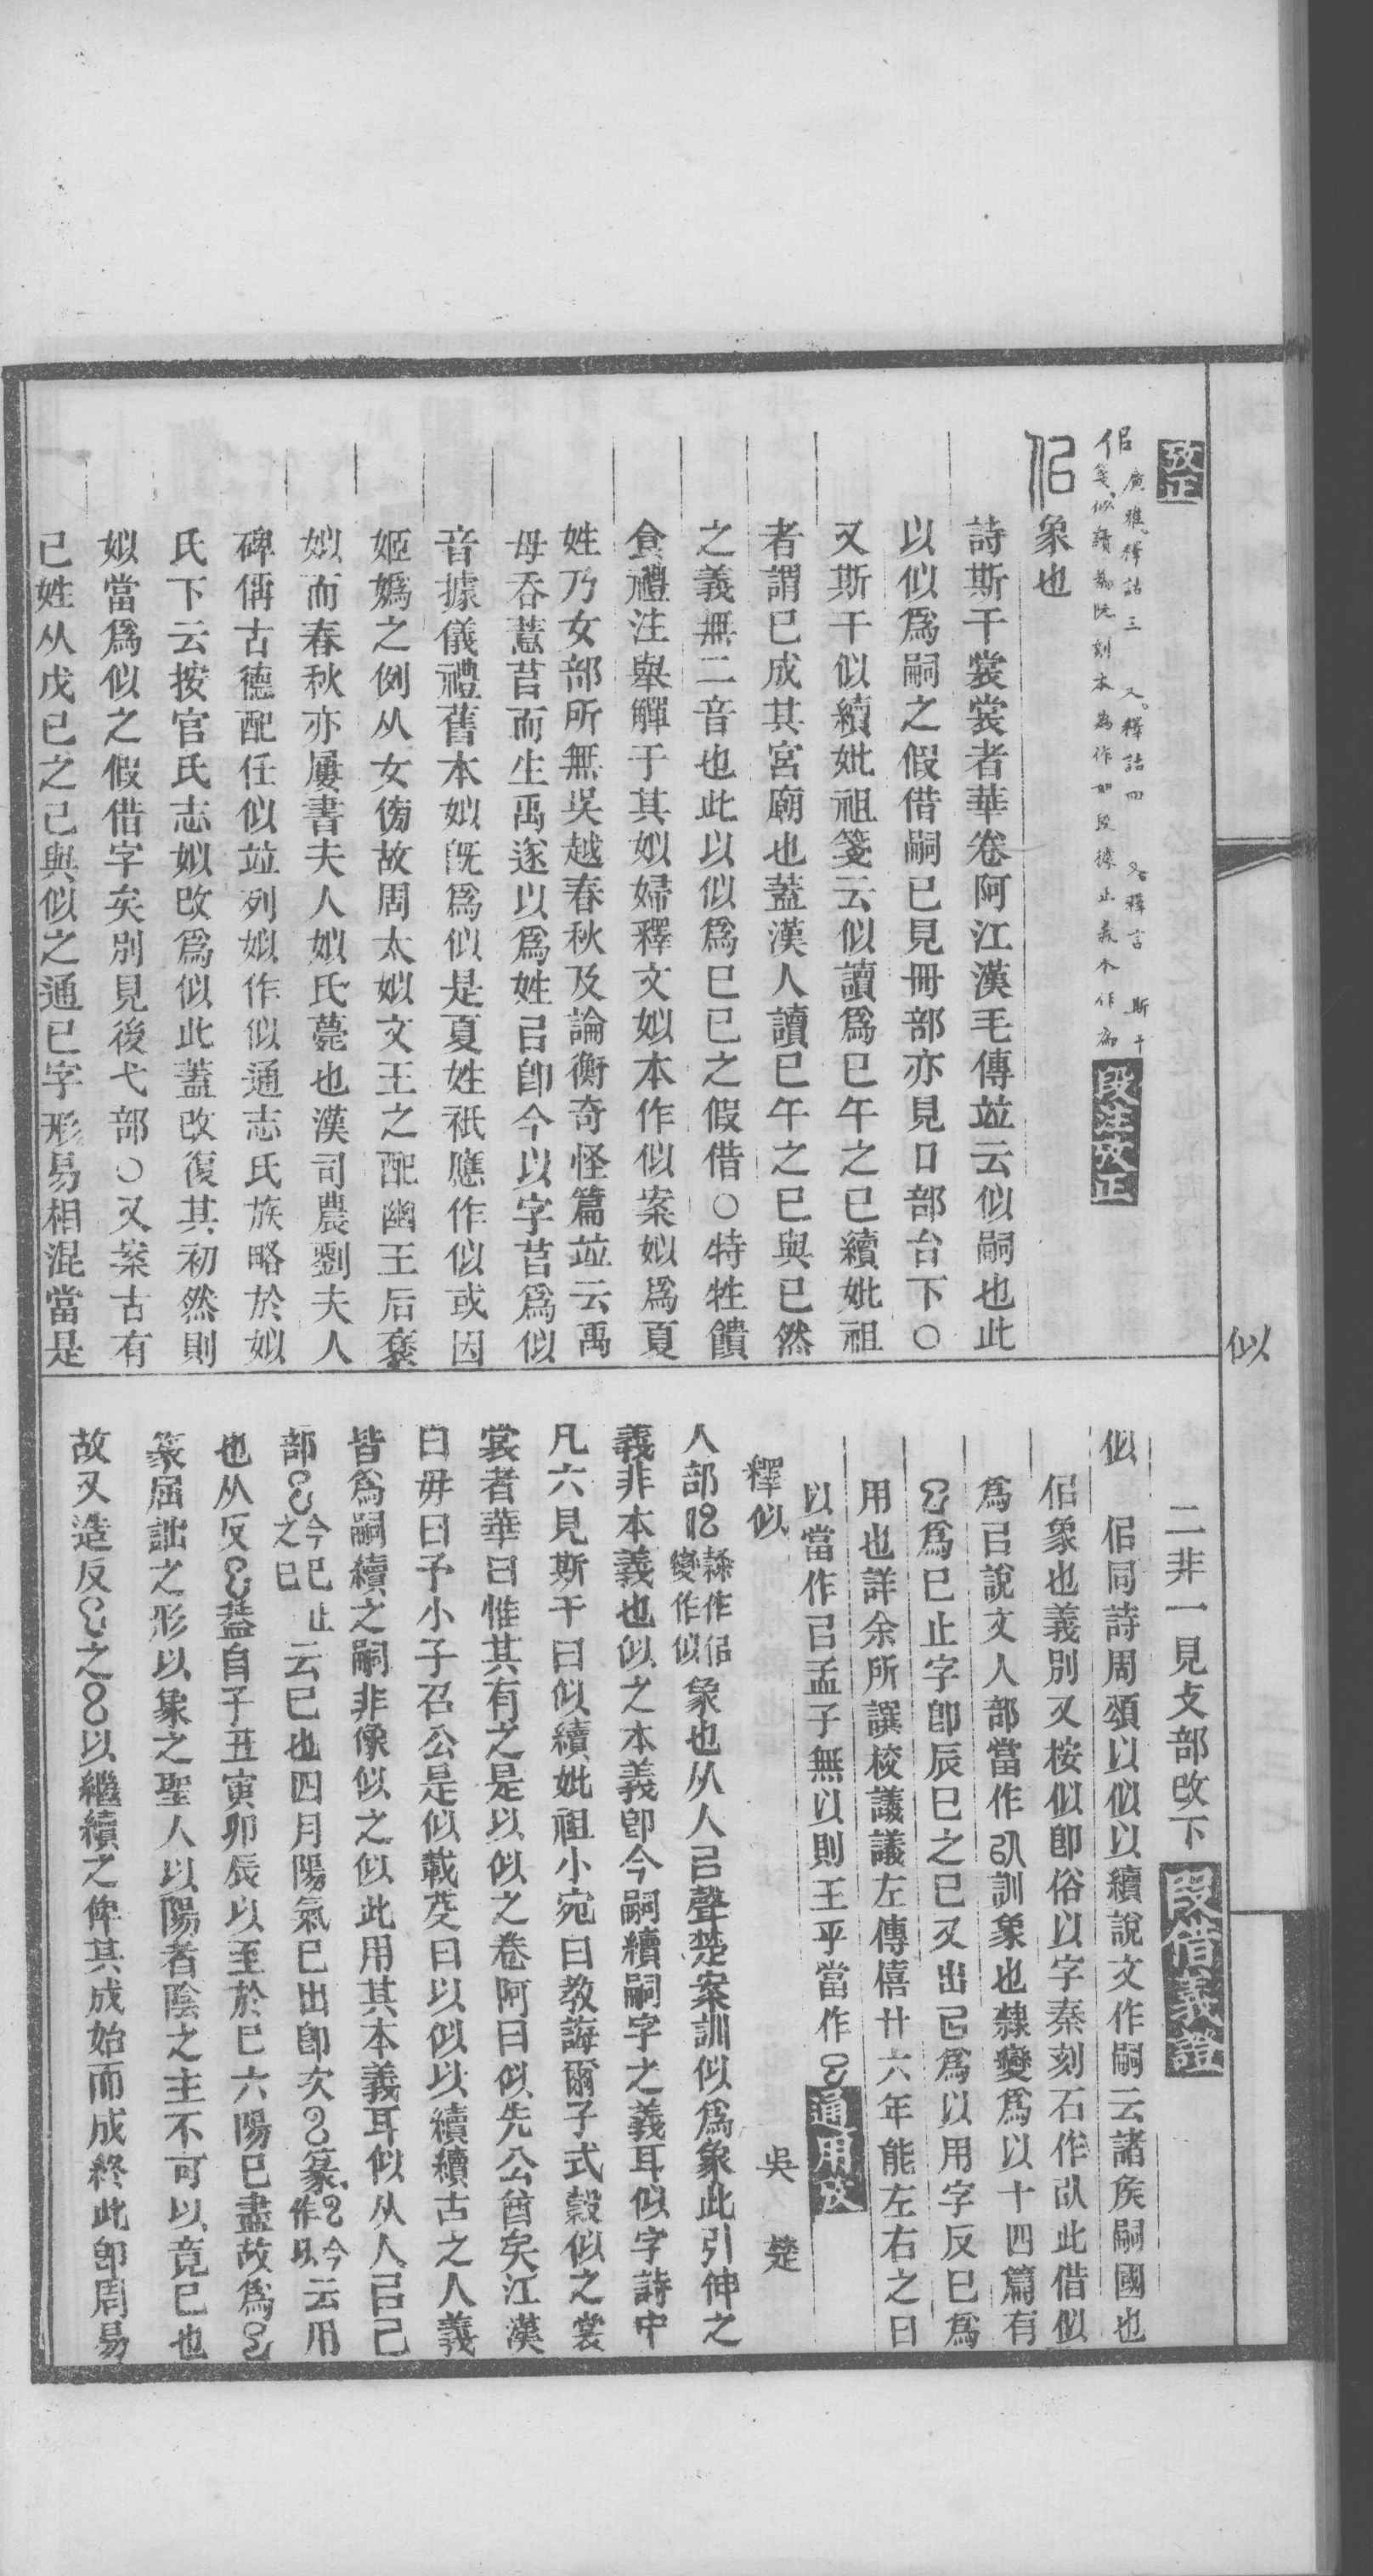 攷正
佀 廣雅釋詁三 又釋詁四 又釋言 斯干
箋似讀為阮刻本為作如段據正義本作為 段注攷正
佀 象也
詩斯干裳裳者華卷阿江漢毛傳竝云似嗣也此
以似爲嗣之假借嗣已見冊部亦見口部台下○
又斯干似續妣祖箋云似讀爲巳午之巳續妣祖
者謂巳成其宮廟也蓋漢人讀巳午之巳與已然
之義無二音也此以似爲巳已之假借○特牲饋
食禮注舉觶于其姒婦釋文姒本作似案姒爲夏
姓乃女部所無吳越春秋及論衡奇怪篇竝云禹
母吞薏苢而生禹遂以爲姓㠯卽今以字苢爲似
音據儀禮舊本姒旣爲似是夏姓祇應作似或因
姬嬀之例从女傍故周太姒文王之配幽王后襃
姒而春秋亦屢書夫人姒氏薨也漢司農劉夫人
碑偁古德配任似竝列姒作似通志氏族略於姒
氏下云按官氏志姒改爲似此蓋改復其初然則
姒當爲似之假借字矣別見後弋部○又案古有
己姓从戊己之己與似之通巳字形易相混當是
似
二非一見攴部改下 段借義證
似 佀同詩周頌以似以續說文作嗣云諸矦嗣國也
佀象也義別又按似卽俗以字秦刻石作㠯此借似
爲㠯說文人部當作㠯訓象也隸變爲以十四篇有
巳爲已止字卽辰巳之巳又出㠯爲以用字反巳爲
用也詳余所譔校議議左傳僖廿六年能左右之曰
以當作㠯孟子無以則王乎當作巳 通用攷
釋似 吳楚
人部佀隸作佀變作似象也从人㠯聲楚案訓似爲象此引伸之
義非本義也似之本義卽今嗣續嗣字之義耳似字詩中
凡六見斯干曰似續妣祖小宛曰敎誨爾子式穀似之裳
裳者華曰惟其有之是以似之卷阿曰似先公酋矣江漢
曰毋曰予小子召公是似載芟曰以似以續續古之人義
皆爲嗣續之嗣非像似之似此用其本義耳似从人㠯巳
部巳今巳止之巳云巳也四月陽氣巳出卽次㠯篆㠯今作以云用
也从反巳蓋自子丑寅卯辰以至於巳六陽巳盡故爲巳
篆屈詘之形以象之聖人以陽者陰之主不可以竟巳也
故又造反巳之㠯以繼續之俾其成始而成終此卽周易